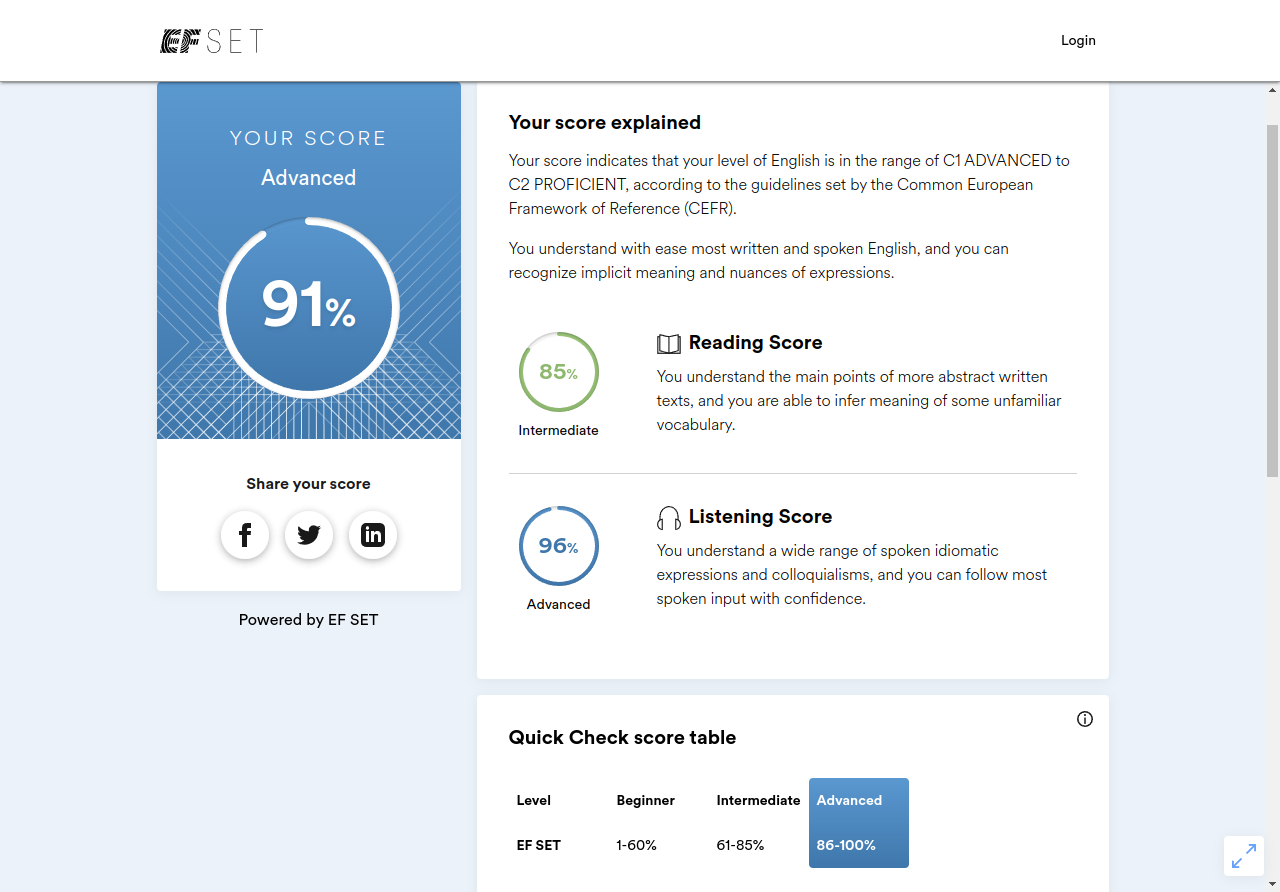 EF SET
Login
YOUR SCORE
Advanced
91%
Share your score
Powered by EF SET
Your score explained
Your score indicates that your level of English is in the range of C1 ADVANCED to
C2 PROFICIENT, according to the guidelines set by the Common European
Framework of Reference (CEFR).
You understand with ease most written and spoken English, and you can
recognize implicit meaning and nuances of expressions.
85%
Intermediate
Reading Score
You understand the main points of more abstract written
texts, and you are able to infer meaning of some unfamiliar
vocabulary.
96%
Advanced
Listening Score
You understand a wide range of spoken idiomatic
expressions and colloquialisms, and you can follow most
spoken input with confidence.
Quick Check score table
Level Beginner Intermediate Advanced
EF SET 1-60% 61-85% 86-100%